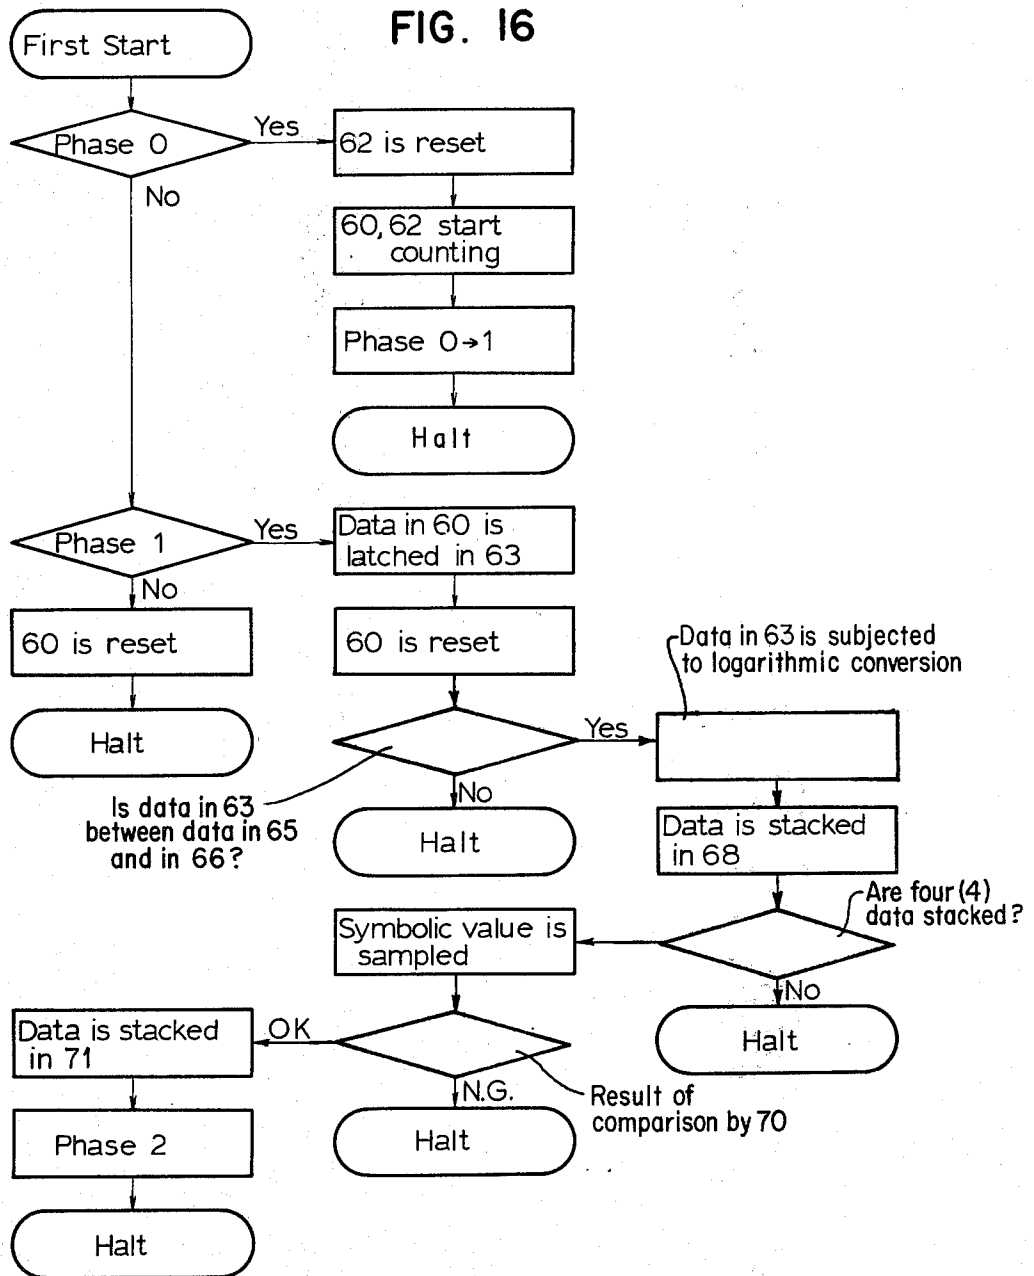 FIG. 16
First Start
Phase 0
Yes
No
62 is reset
60, 62 start
counting
Phase 0→1
Halt
Phase 1
Yes
No
Data in 60 is
latched in 63
60 is reset
Halt
60 is reset
Is data in 63
between data in 65
and in 66?
Yes
No
Halt
Data in 63 is subjected
to logarithmic conversion
Data is stacked
in 68
Are four (4)
data stacked?
No
Halt
Symbolic value is
sampled
Result of
comparison by 70
OK
N.G.
Halt
Data is stacked
in 71
Phase 2
Halt